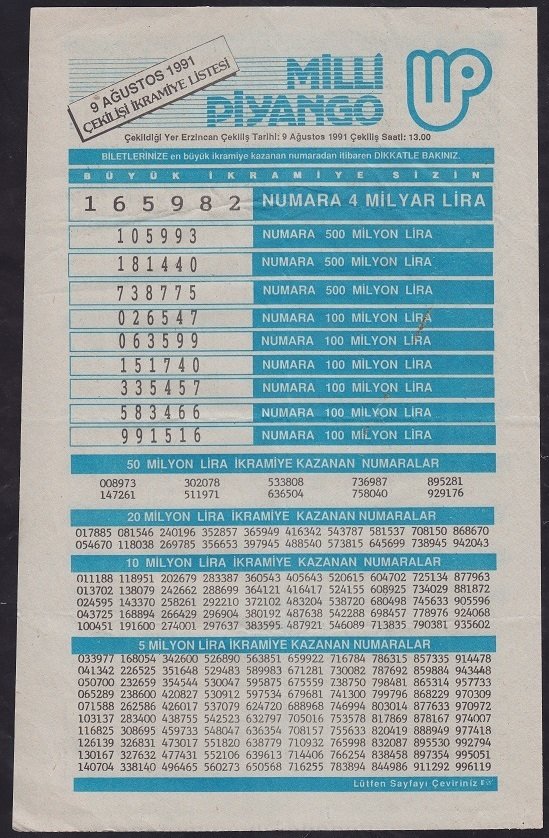 9 AĞUSTOS 1991
ÇEKİLİŞİ İKRAMİYE LİSTESİ
MİLLİ
PİYANGO
Çekildiği Yer Erzincan Çekiliş Tarihi: 9 Ağustos 1991 Çekiliş Saati: 13.00
BİLETLERİNİZE en büyük ikramiye kazanan numaradan itibaren DİKKATLE BAKINIZ.
BÜYÜK İKRAMİYE SİZİN
165982 NUMARA 4 MİLYAR LİRA
105993 NUMARA 500 MİLYON LİRA
181440 NUMARA 500 MİLYON LİRA
738775 NUMARA 500 MİLYON LİRA
026547 NUMARA 100 MİLYON LİRA
063599 NUMARA 100 MİLYON LİRA
151740 NUMARA 100 MİLYON LİRA
335457 NUMARA 100 MİLYON LİRA
583466 NUMARA 100 MİLYON LİRA
991516 NUMARA 100 MİLYON LİRA
50 MİLYON LİRA İKRAMİYE KAZANAN NUMARALAR
008973 302078 533808 736987 895281
147261 511971 636504 758040 929176
20 MİLYON LİRA İKRAMİYE KAZANAN NUMARALAR
017885 081546 240196 352857 365949 416342 543787 581537 708150 868670
054670 118038 269785 356653 397945 488540 573815 645699 738945 942043
10 MİLYON LİRA İKRAMİYE KAZANAN NUMARALAR
011188 118951 202679 283387 360543 405643 520615 604702 725134 877963
013702 138079 242662 288699 364121 416417 524155 608925 734029 881872
024595 143370 258261 292210 372102 483204 538720 680498 745633 905596
043725 168894 266429 296904 380192 487638 542288 698457 778976 924068
100451 191600 274001 297637 383595 487921 546089 713835 790381 935602
5 MİLYON LİRA İKRAMİYE KAZANAN NUMARALAR
033977 168054 342600 526890 563851 659922 716784 786315 857335 914478
041342 226525 351648 529483 589983 671281 730082 787692 859884 943448
050700 232659 354544 530047 599875 675559 738750 798481 865314 957733
065289 238600 420827 530912 597534 679681 741300 799796 868229 970309
071588 262586 426017 537079 624720 688968 746994 803014 877633 970972
103137 283400 438755 542523 632797 705016 753578 817869 878167 974007
116825 308695 459733 548047 636354 708157 755633 820419 888949 977418
126139 326831 473017 551820 638779 710932 765998 832087 895530 992794
130167 327632 477431 552106 639613 714406 766254 838458 897354 993051
140704 338140 496465 560273 650568 716255 783894 844986 911292 996119
Lütfen Sayfayı Çeviriniz